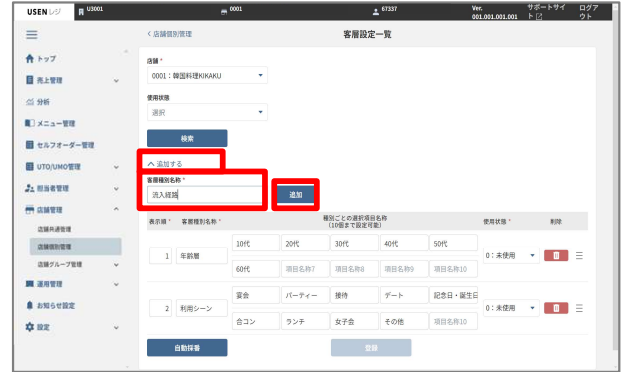 USEN レジ U3001 0001 67337 Ver. 001.001.001.001 サポートサイト ログアウト
トップ
売上管理
分析
メニュー管理
セルフオーダー管理
UTO/UMO管理
担当者管理
店舗管理
店舗共通管理
店舗個別管理
店舗グループ管理
運用管理
お知らせ設定
設定
< 店舗個別管理 客層設定一覧
店舗 *
0001：韓国料理KIKAKU
使用状態
選択
検索
追加する
客層種別名称 *
流入経路 追加
表示順 * 客層種別名称 * 種別ごとの選択項目名称 使用状態 * 削除
(10個まで設定可能)
10代 20代 30代 40代 50代
1 年齢層 0：未使用
60代 項目名称7 項目名称8 項目名称9 項目名称10
宴会 パーティー 接待 デート 記念日・誕生日
2 利用シーン 0：未使用
合コン ランチ 女子会 その他 項目名称10
自動採番 登録